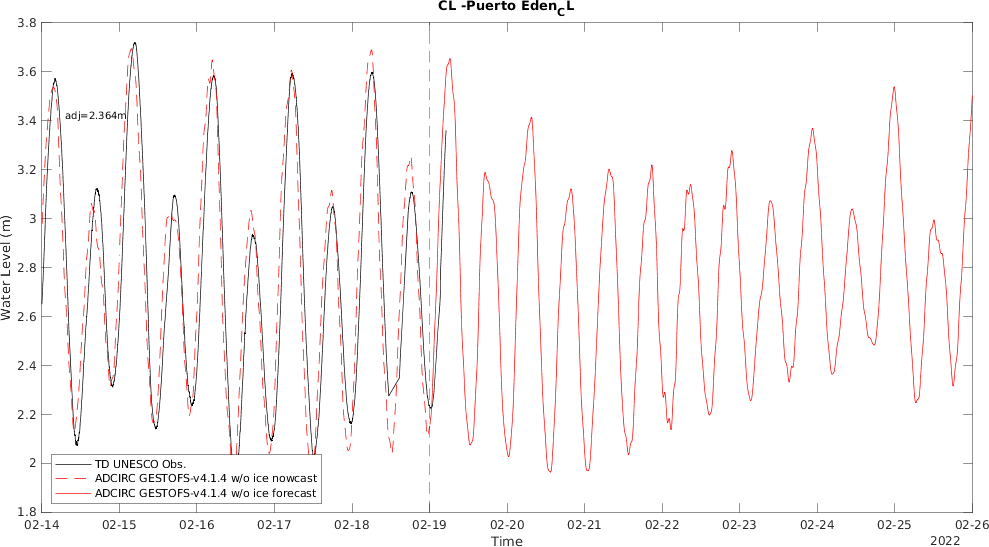 CL -Puerto Eden_CL
3.8
3.6
3.4
3.2
3
2.8
2.6
2.4
2.2
2
1.8
Water Level (m)
adj=2.364m
TD UNESCO Obs.
ADCIRC GESTOFS-v4.1.4 w/o ice nowcast
ADCIRC GESTOFS-v4.1.4 w/o ice forecast
02-14 02-15 02-16 02-17 02-18 02-19 02-20 02-21 02-22 02-23 02-24 02-25 02-26
Time
2022